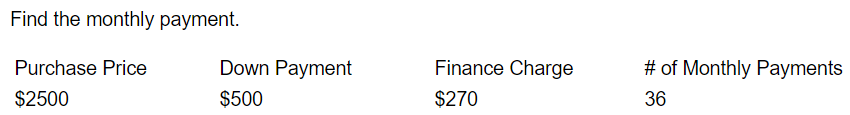 Find the monthly payment.
Purchase Price Down Payment Finance Charge # of Monthly Payments
$2500 $500 $270 36